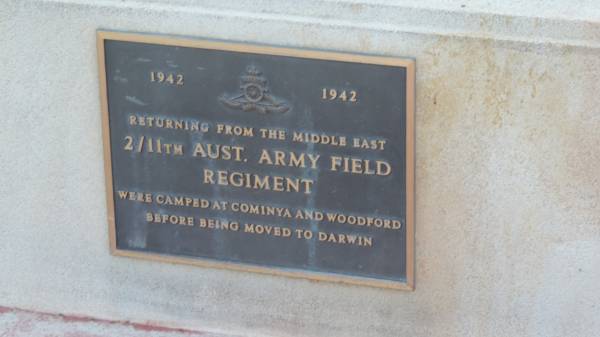 1942 1942
RETURNING FROM THE MIDDLE EAST
2/11TH AUST. ARMY FIELD
REGIMENT
WERE CAMPED AT COMINYA AND WOODFORD
BEFORE BEING MOVED TO DARWIN